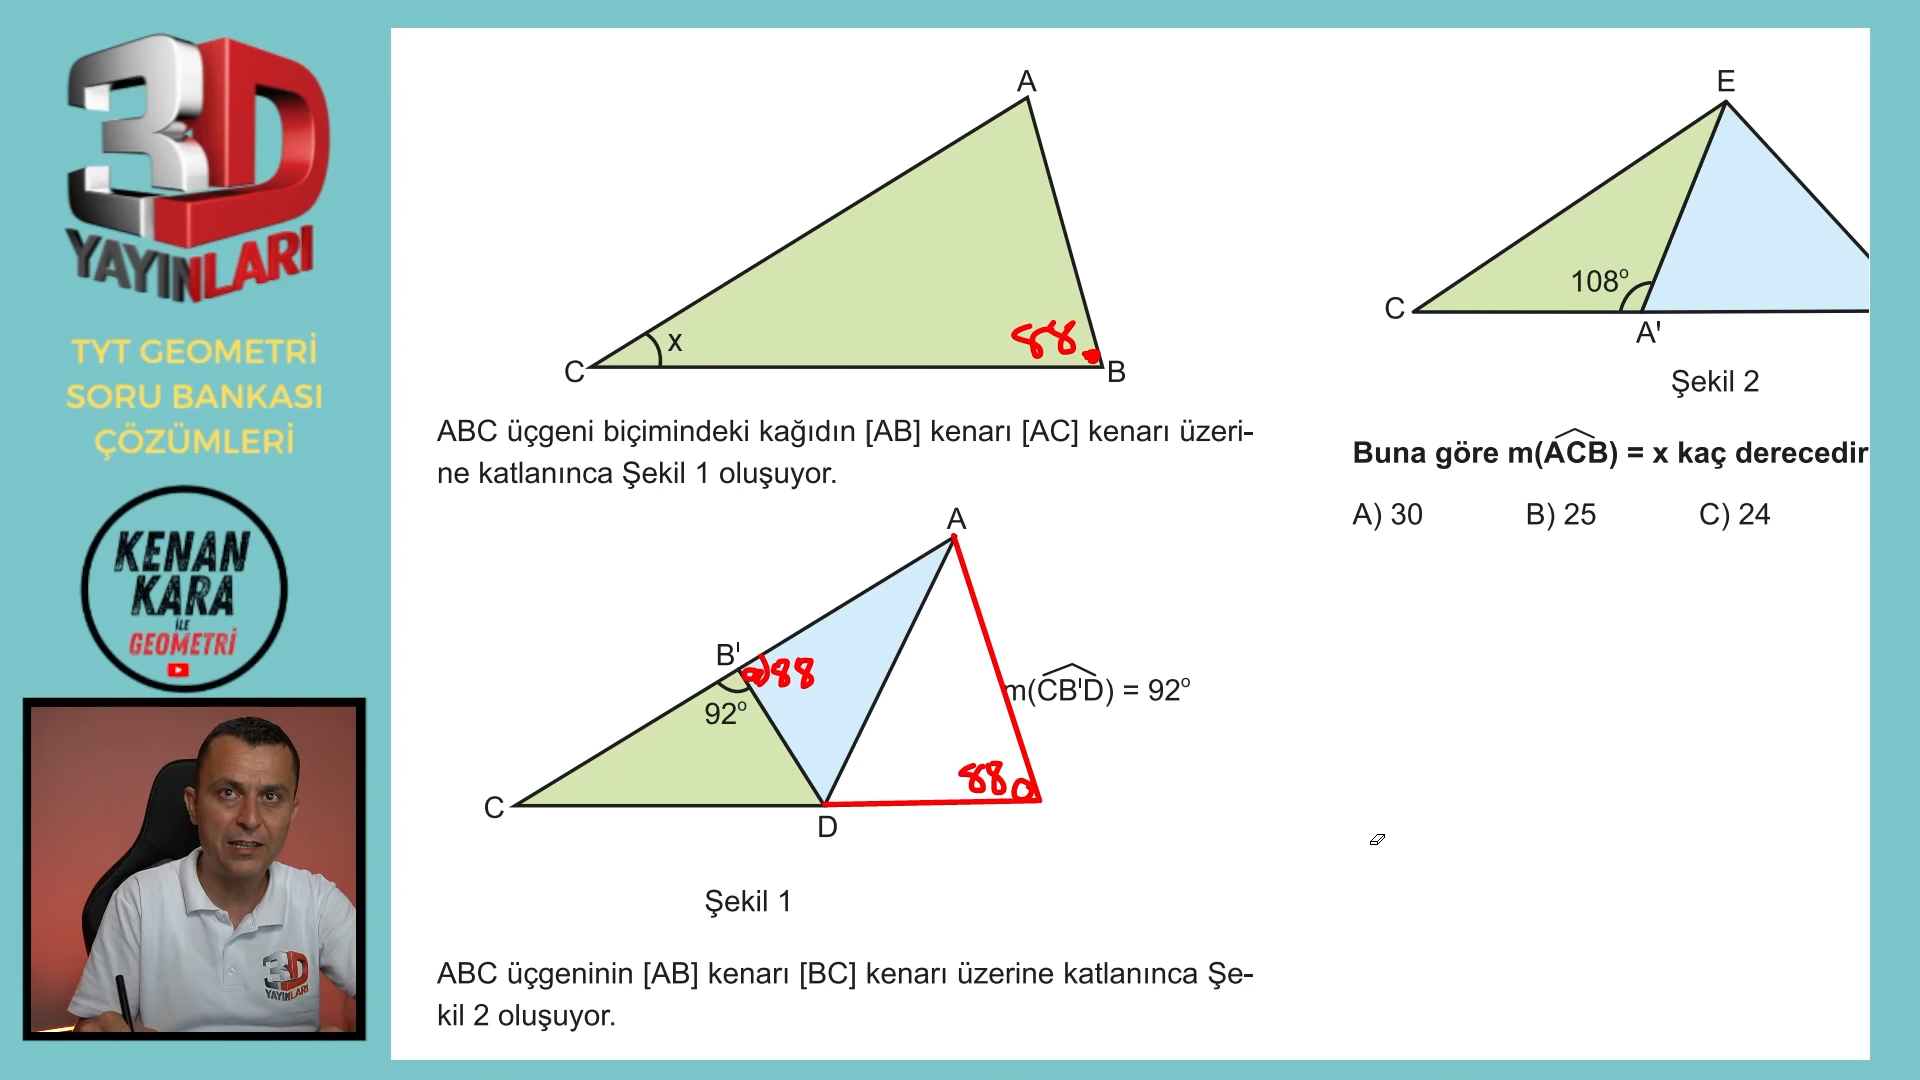 3D
YAYINLARI
TYT GEOMETRİ
SORU BANKASI
ÇÖZÜMLERİ
KENAN
KARA
İLE
GEOMETRİ
3D
YAYINLARI
A
x
C
88
B
ABC üçgeni biçimindeki kağıdın [AB] kenarı [AC] kenarı üzeri-
ne katlanınca Şekil 1 oluşuyor.
A
B'
88
92°
m(CB'D) = 92°
88
C
D
Şekil 1
ABC üçgeninin [AB] kenarı [BC] kenarı üzerine katlanınca Şe-
kil 2 oluşuyor.
E
108°
C
A'
Şekil 2
Buna göre m(ACB) = x kaç derecedir
A) 30 B) 25 C) 24